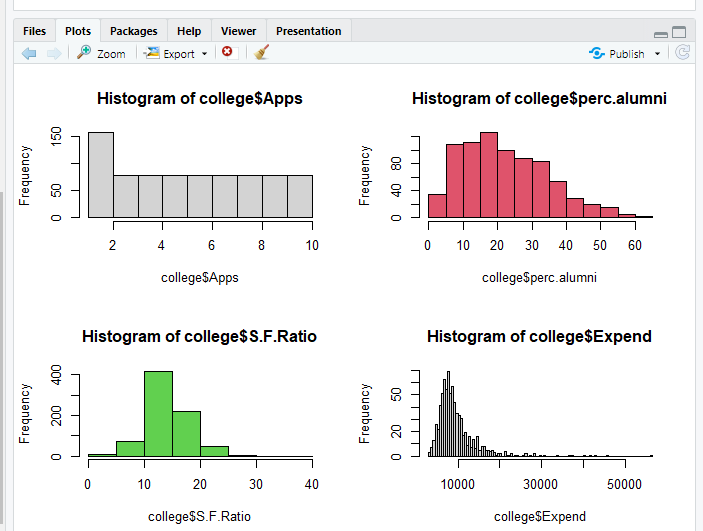 Files Plots Packages Help Viewer Presentation
Zoom Export Publish
Histogram of college$Apps
Frequency
0 50 150
2 4 6 8 10
college$Apps
Histogram of college$perc.alumni
Frequency
0 40 80
0 10 20 30 40 50 60
college$perc.alumni
Histogram of college$S.F.Ratio
Frequency
0 200 400
0 10 20 30 40
college$S.F.Ratio
Histogram of college$Expend
Frequency
0 20 50
10000 30000 50000
college$Expend